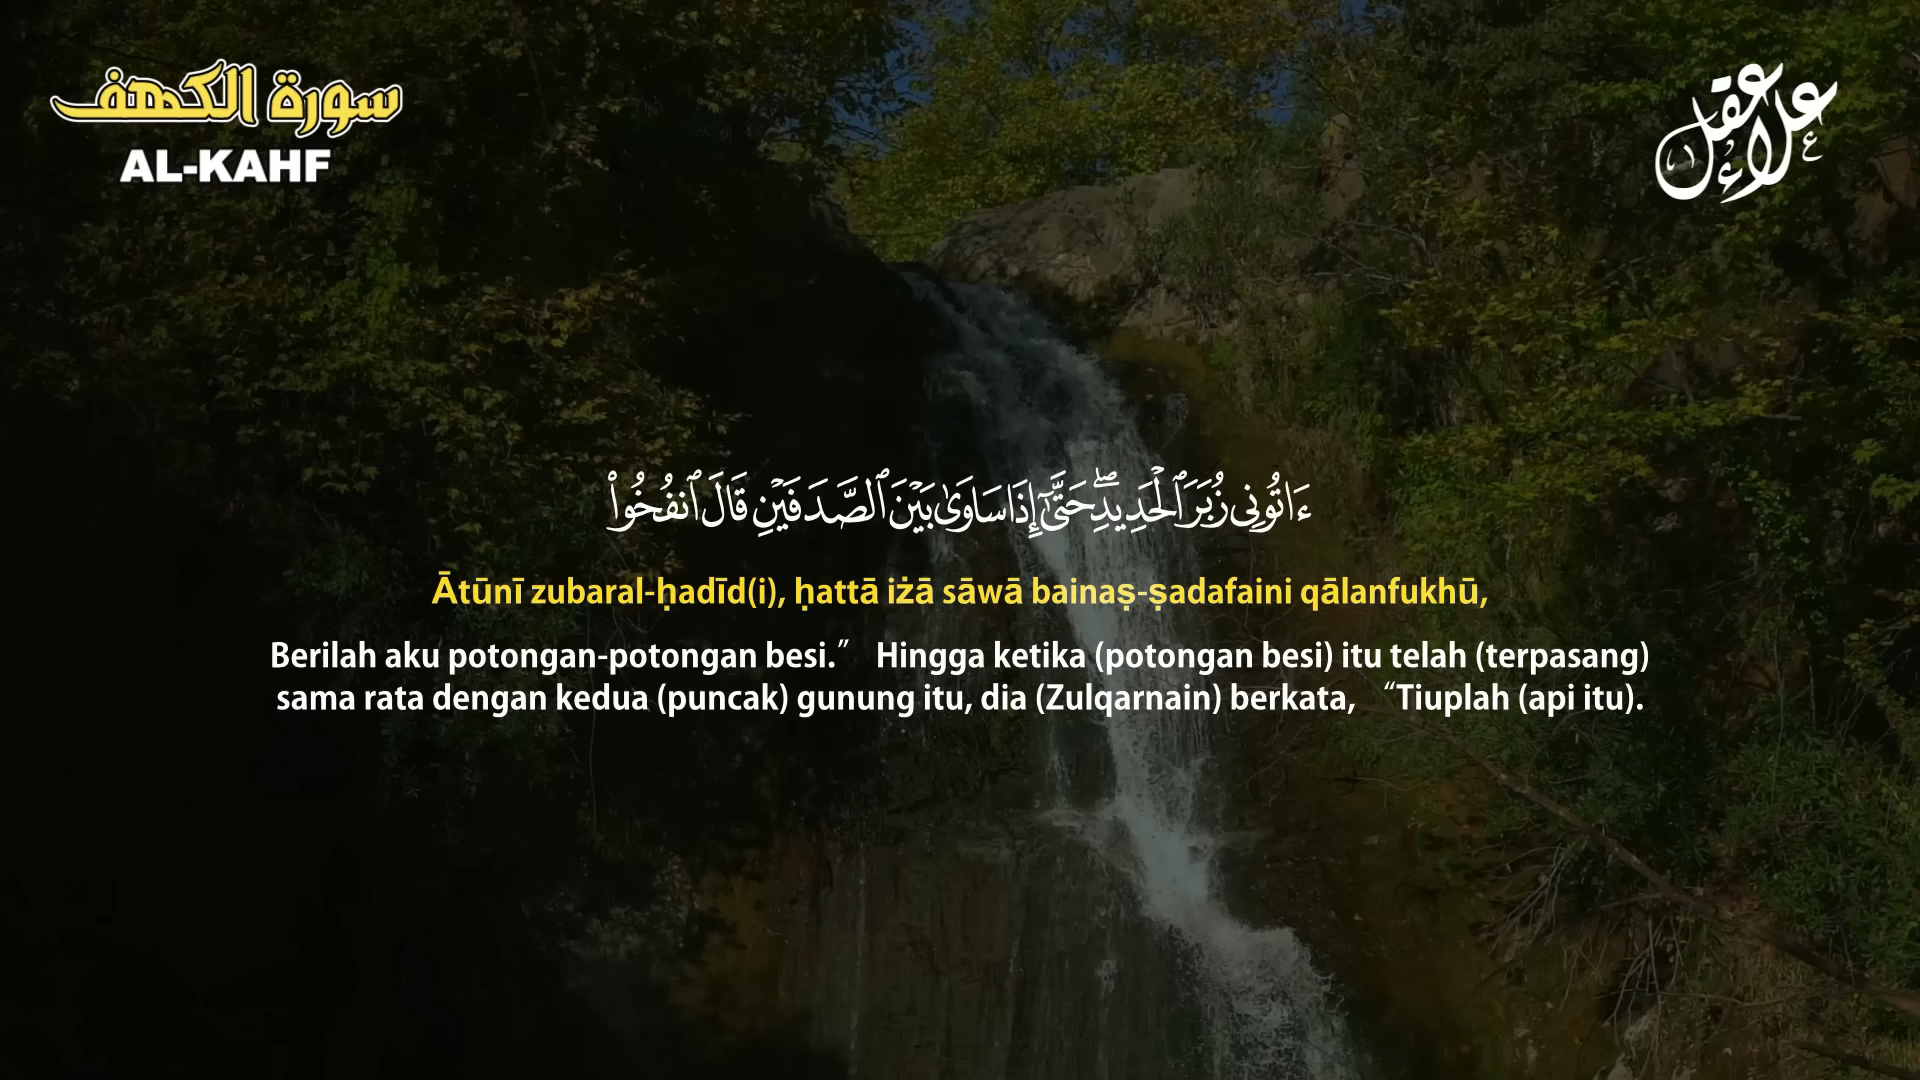 سورة الكهف
AL-KAHF
علاء عقل
ءَاتُونِى زُبَرَ ٱلْحَدِيدِ ۖ حَتَّىٰٓ إِذَا سَاوَىٰ بَيْنَ ٱلصَّدَفَيْنِ قَالَ ٱنفُخُوا۟
Ātūnī zubaral-ḥadīd(i), ḥattā iżā sāwā bainaṣ-ṣadafaini qālanfukhū,
Berilah aku potongan-potongan besi.” Hingga ketika (potongan besi) itu telah (terpasang)
sama rata dengan kedua (puncak) gunung itu, dia (Zulqarnain) berkata, “Tiuplah (api itu).